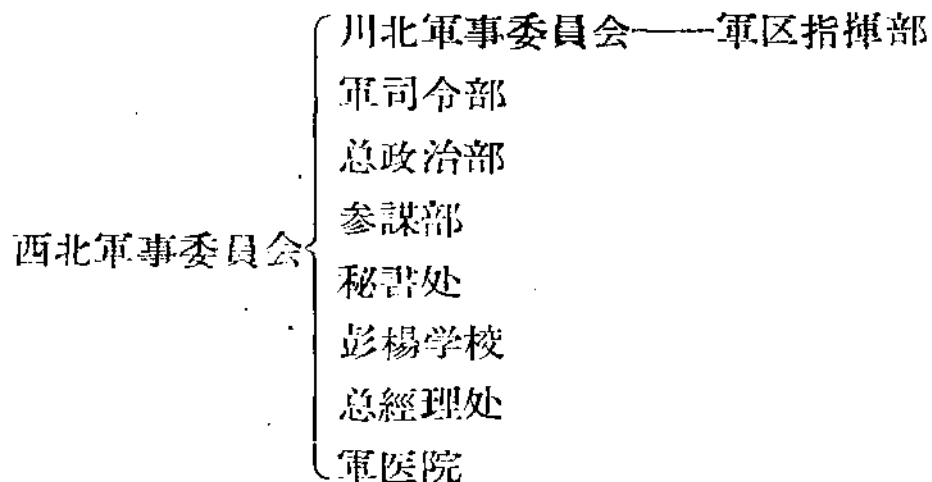 西北軍事委員会
川北軍事委員会——軍区指揮部
軍司令部
总政治部
参謀部
秘書处
彭楊学校
总經理处
軍医院